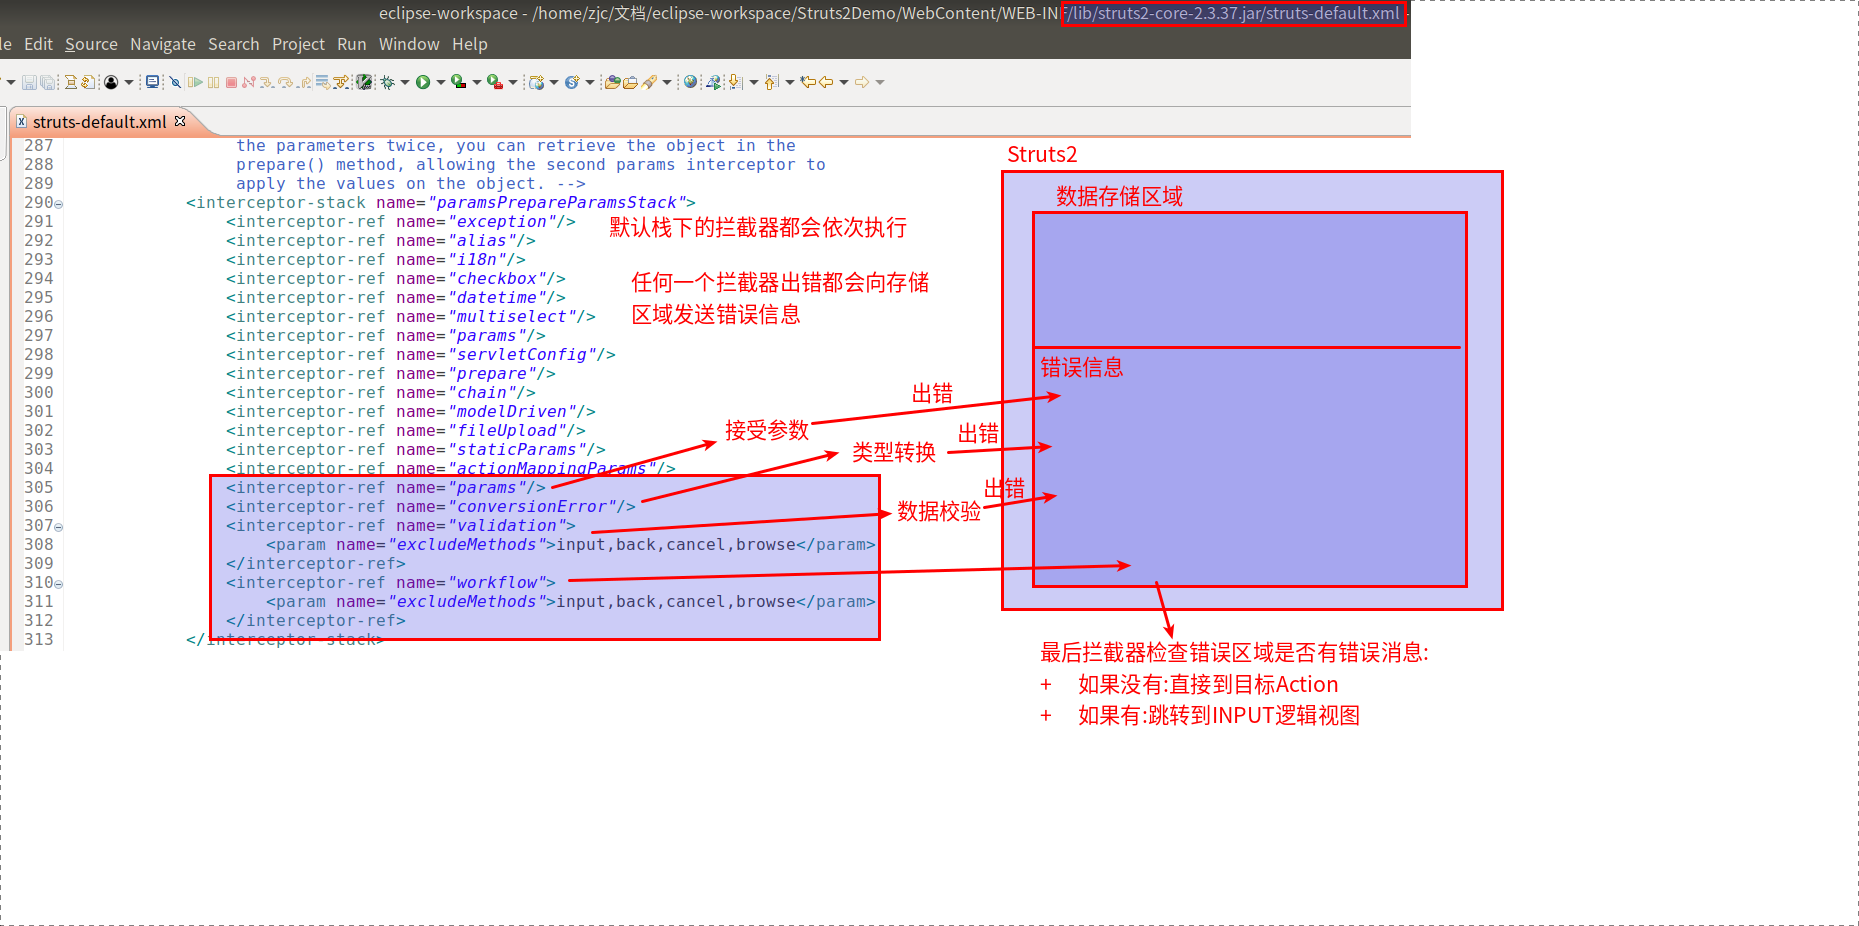 eclipse-workspace - /home/zjc/文档/eclipse-workspace/Struts2Demo/WebContent/WEB-INF/lib/struts2-core-2.3.37.jar/struts-default.xml -
le Edit Source Navigate Search Project Run Window Help
struts-default.xml
287 the parameters twice, you can retrieve the object in the
288 prepare() method, allowing the second params interceptor to
289 apply the values on the object. -->
290 <interceptor-stack name="paramsPrepareParamsStack">
291 <interceptor-ref name="exception"/>
292 <interceptor-ref name="alias"/>
293 <interceptor-ref name="i18n"/>
294 <interceptor-ref name="checkbox"/>
295 <interceptor-ref name="datetime"/>
296 <interceptor-ref name="multiselect"/>
297 <interceptor-ref name="params"/>
298 <interceptor-ref name="servletConfig"/>
299 <interceptor-ref name="prepare"/>
300 <interceptor-ref name="chain"/>
301 <interceptor-ref name="modelDriven"/>
302 <interceptor-ref name="fileUpload"/>
303 <interceptor-ref name="staticParams"/>
304 <interceptor-ref name="actionMappingParams"/>
305 <interceptor-ref name="params"/>
306 <interceptor-ref name="conversionError"/>
307 <interceptor-ref name="validation">
308 <param name="excludeMethods">input,back,cancel,browse</param>
309 </interceptor-ref>
310 <interceptor-ref name="workflow">
311 <param name="excludeMethods">input,back,cancel,browse</param>
312 </interceptor-ref>
313 </interceptor-stack>
默认栈下的拦截器都会依次执行
任何一个拦截器出错都会向存储
区域发送错误信息
接受参数
出错
类型转换
出错
数据校验
出错
Struts2
数据存储区域
错误信息
最后拦截器检查错误区域是否有错误消息:
+ 如果没有:直接到目标Action
+ 如果有:跳转到INPUT逻辑视图